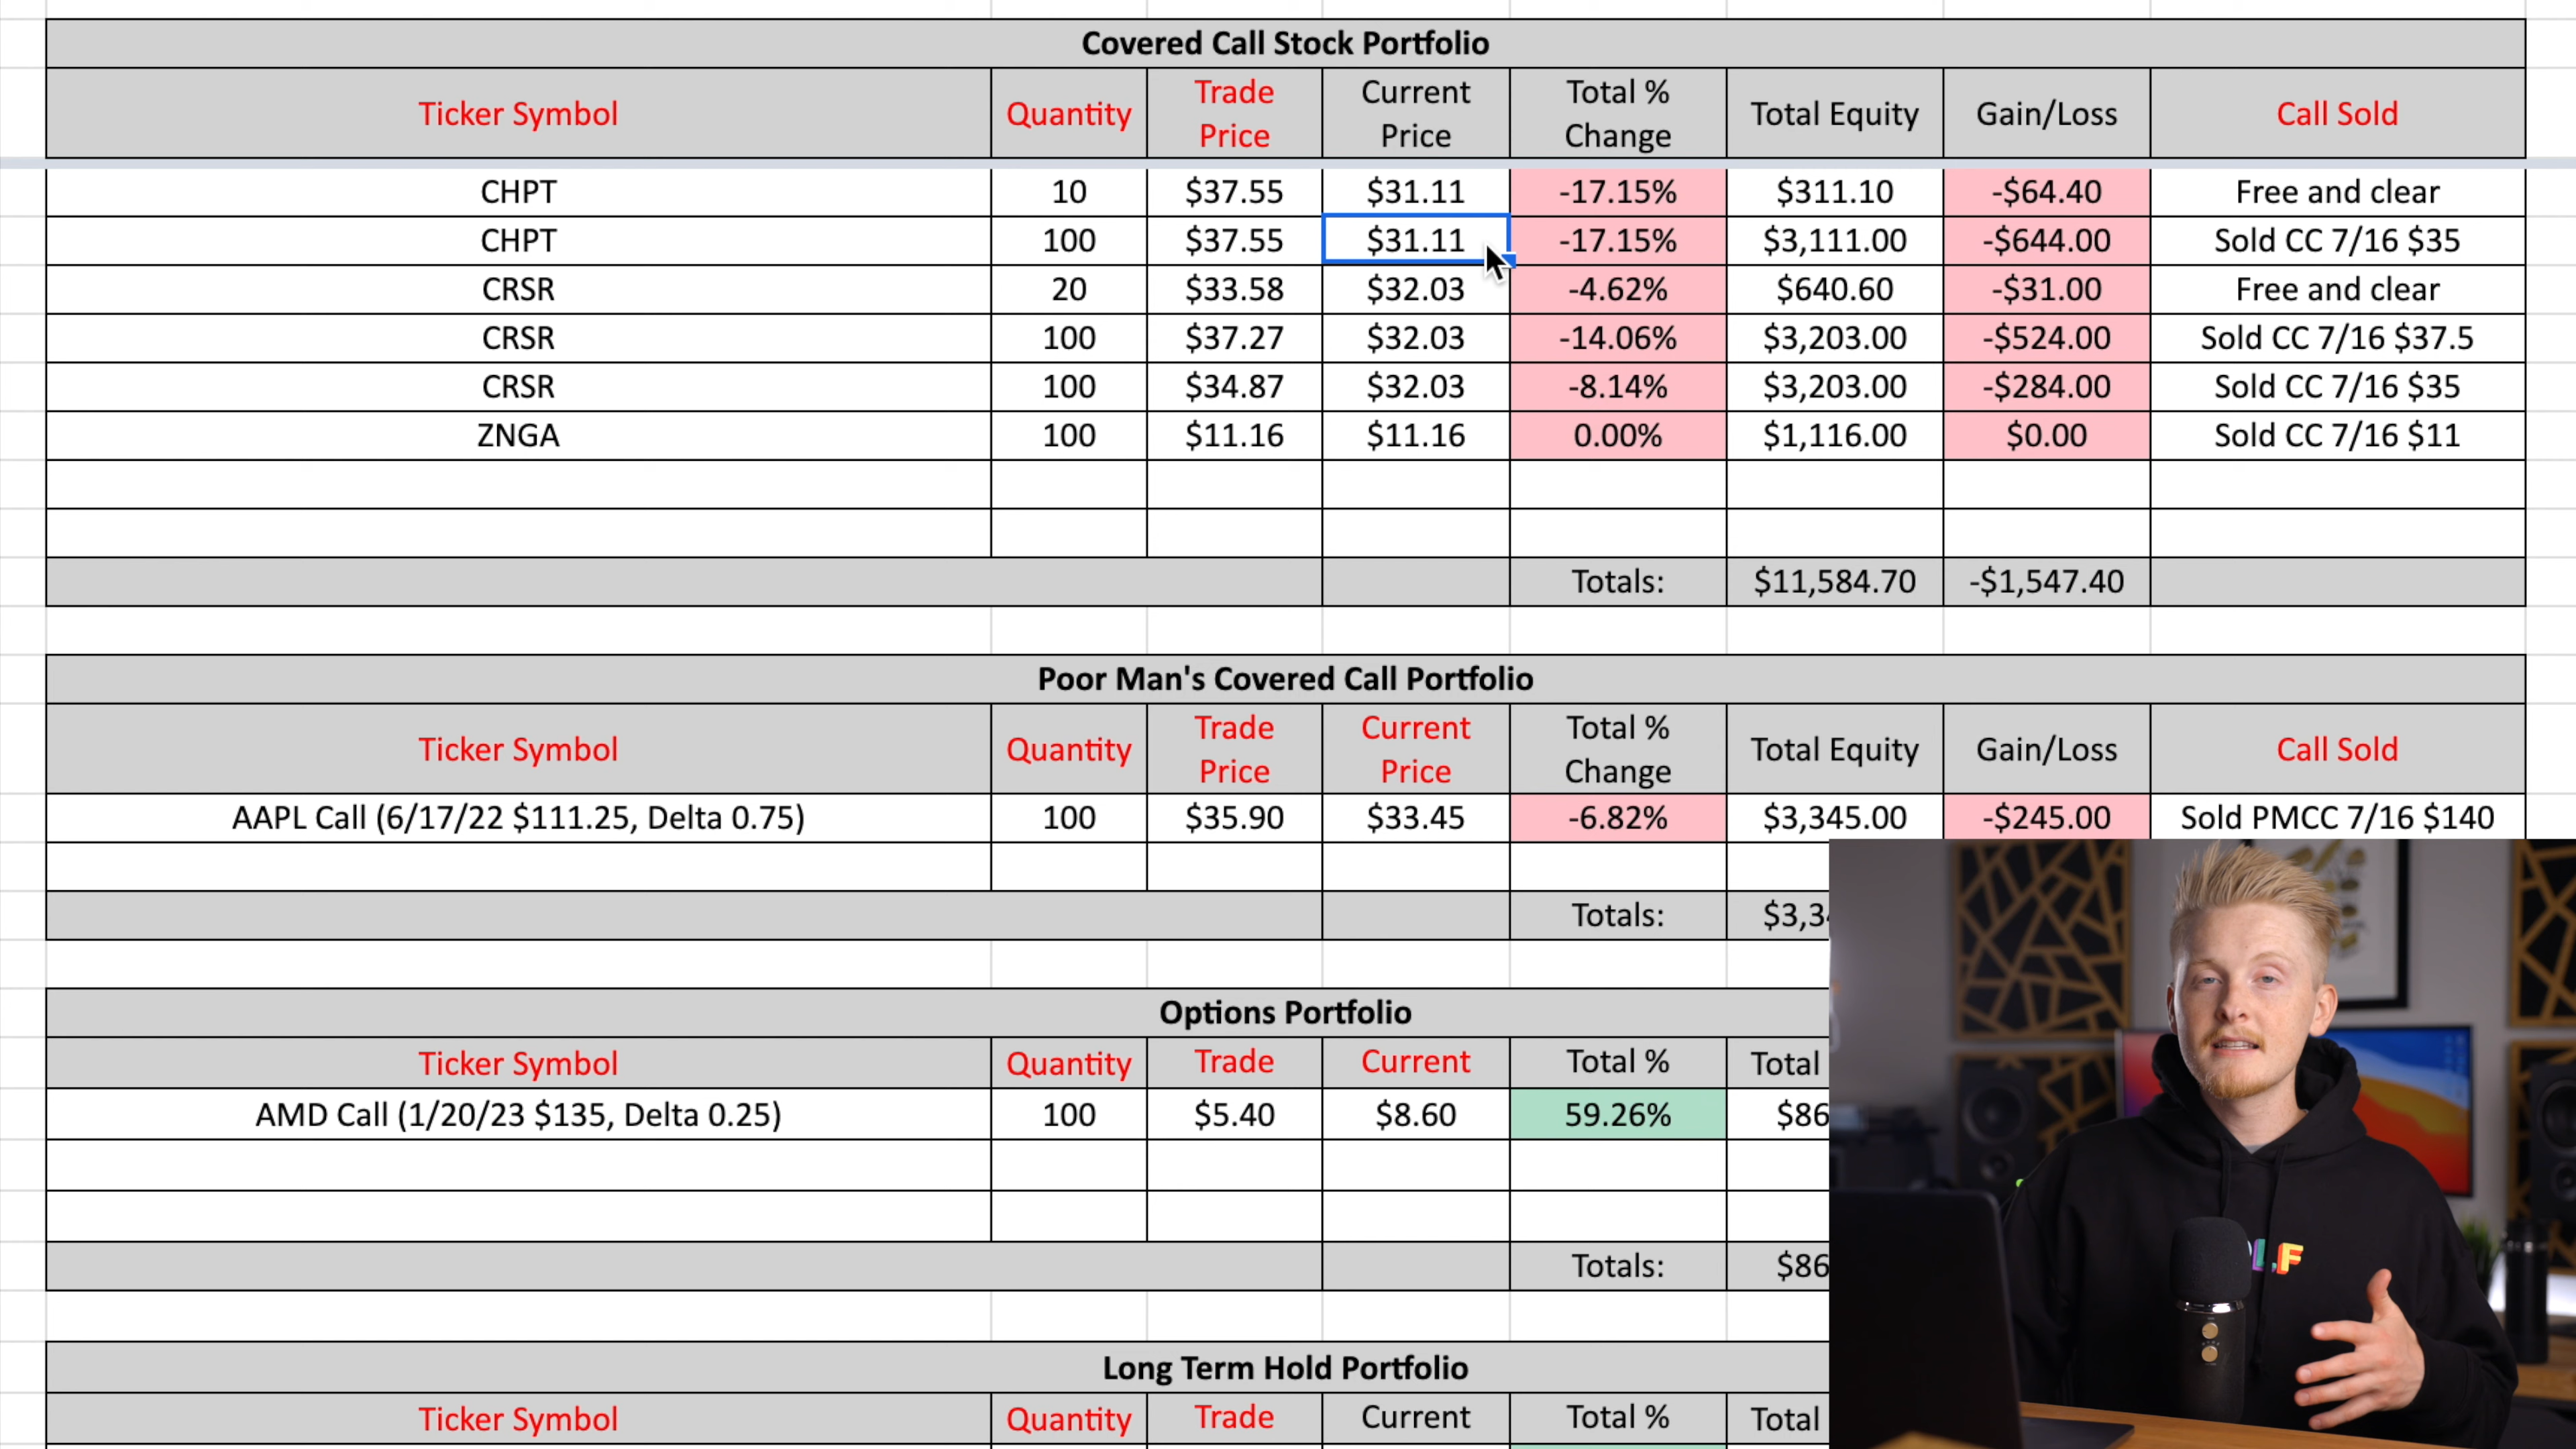 Covered Call Stock Portfolio
Ticker Symbol Quantity Trade Price Current Price Total % Change Total Equity Gain/Loss Call Sold
CHPT 10 $37.55 $31.11 -17.15% $311.10 -$64.40 Free and clear
CHPT 100 $37.55 $31.11 -17.15% $3,111.00 -$644.00 Sold CC 7/16 $35
CRSR 20 $33.58 $32.03 -4.62% $640.60 -$31.00 Free and clear
CRSR 100 $37.27 $32.03 -14.06% $3,203.00 -$524.00 Sold CC 7/16 $37.5
CRSR 100 $34.87 $32.03 -8.14% $3,203.00 -$284.00 Sold CC 7/16 $35
ZNGA 100 $11.16 $11.16 0.00% $1,116.00 $0.00 Sold CC 7/16 $11
Totals: $11,584.70 -$1,547.40
Poor Man's Covered Call Portfolio
Ticker Symbol Quantity Trade Price Current Price Total % Change Total Equity Gain/Loss Call Sold
AAPL Call (6/17/22 $111.25, Delta 0.75) 100 $35.90 $33.45 -6.82% $3,345.00 -$245.00 Sold PMCC 7/16 $140
Totals:
Options Portfolio
Ticker Symbol Quantity Trade Current Total % Total
AMD Call (1/20/23 $135, Delta 0.25) 100 $5.40 $8.60 59.26%
Totals:
Long Term Hold Portfolio
Ticker Symbol Quantity Trade Current Total % Total